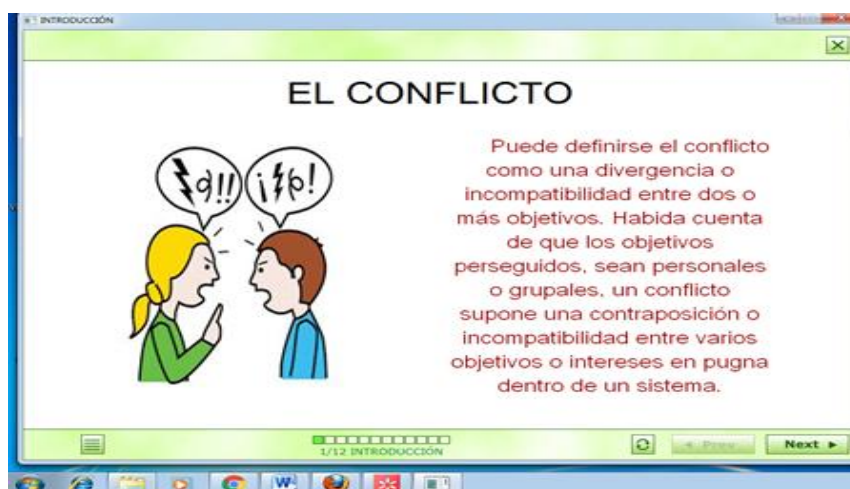 INTRODUCCIÓN
EL CONFLICTO
Puede definirse el conflicto
como una divergencia o
incompatibilidad entre dos o
más objetivos. Habida cuenta
de que los objetivos
perseguidos, sean personales
o grupales, un conflicto
supone una contraposición o
incompatibilidad entre varios
objetivos o intereses en pugna
dentro de un sistema.
1/12 INTRODUCCIÓN
Prev
Next